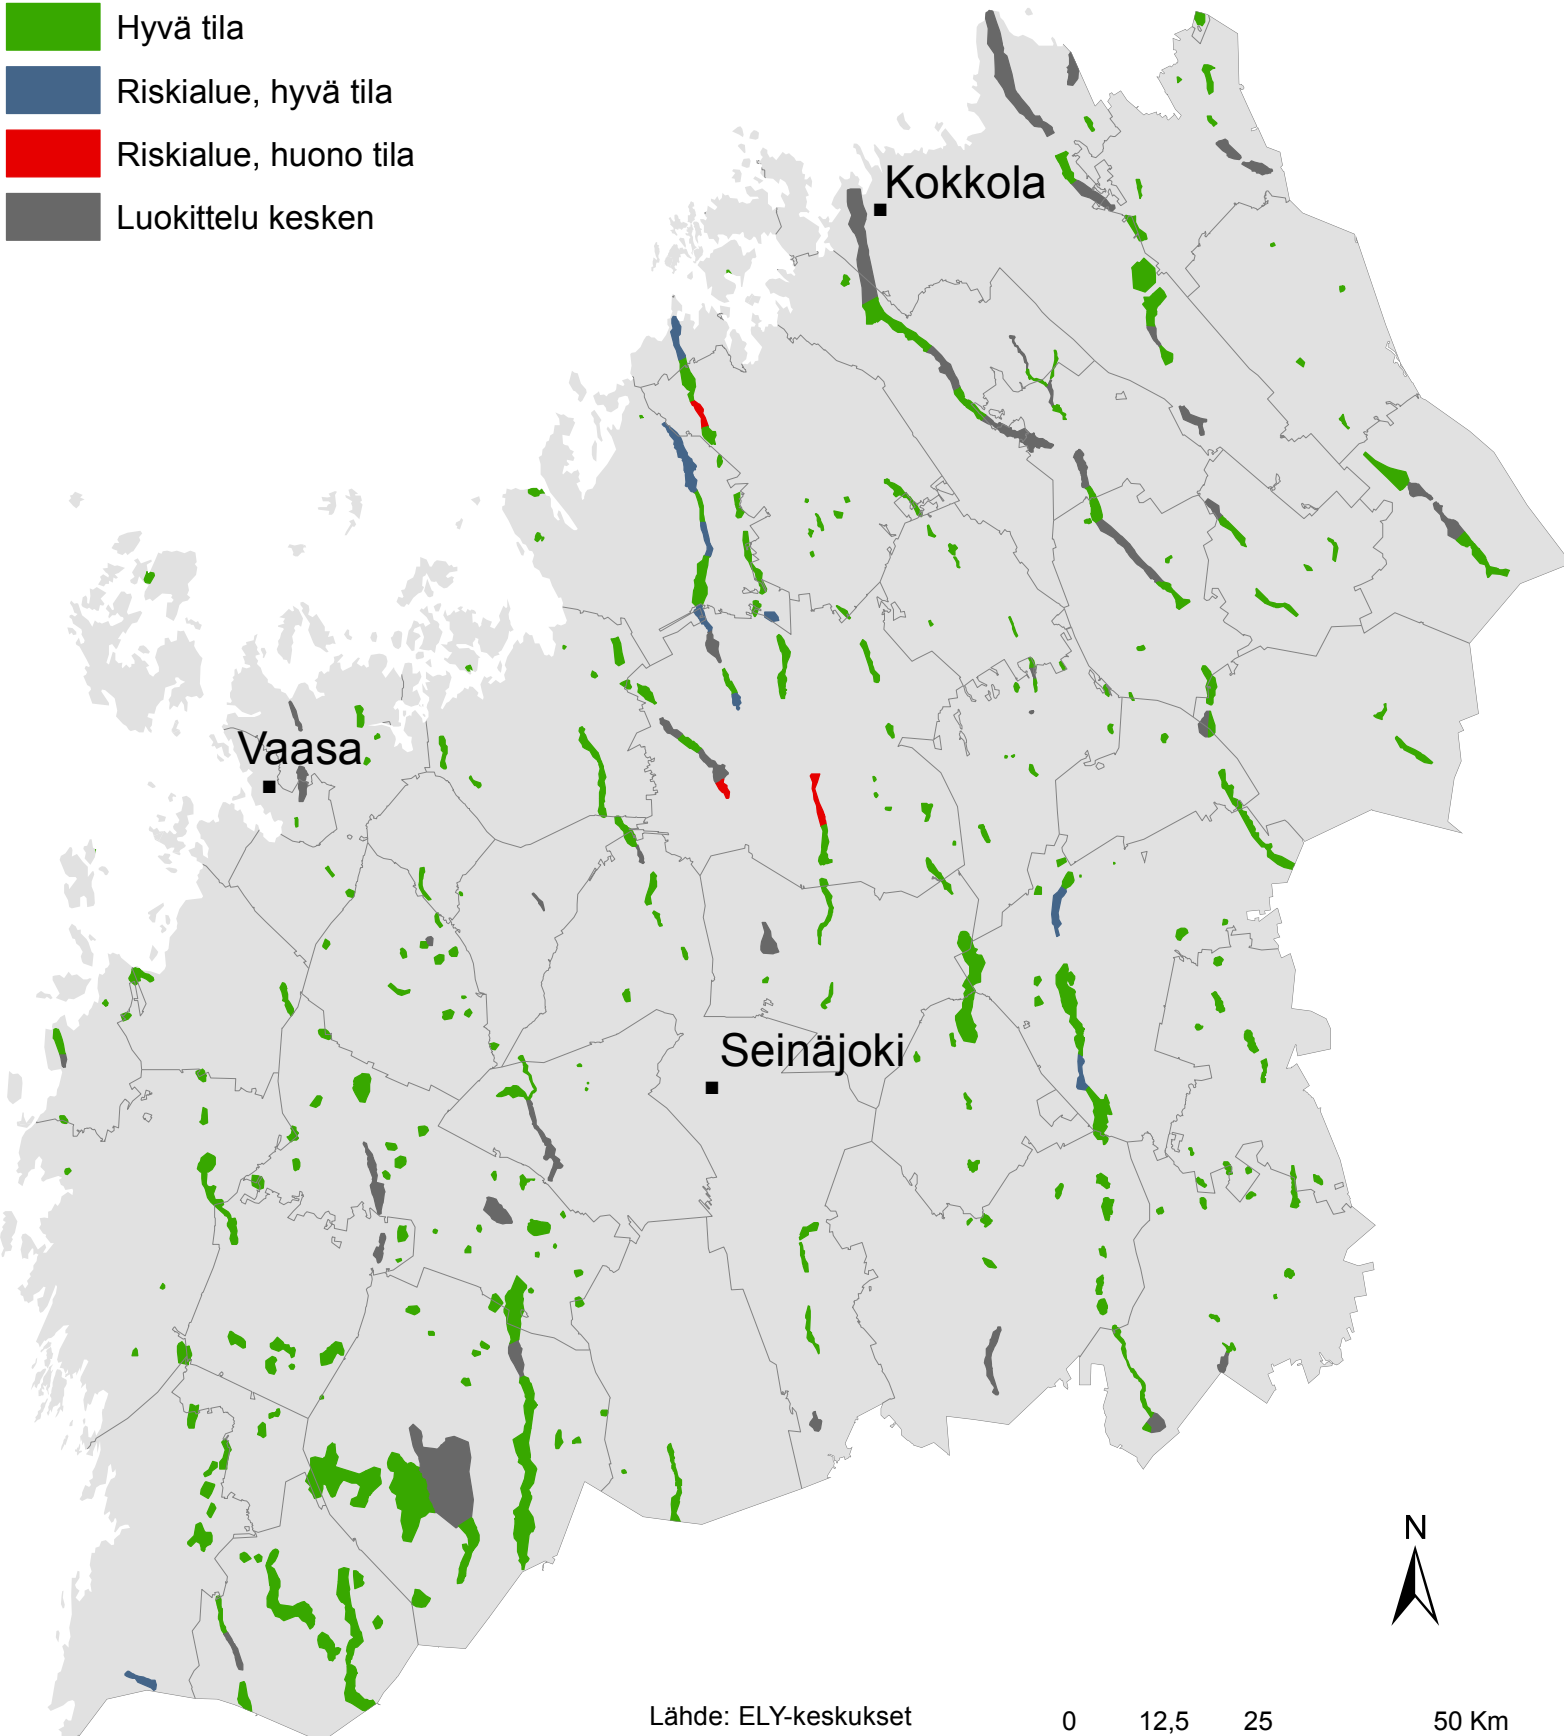 Hyvä tila
Riskialue, hyvä tila
Riskialue, huono tila
Luokittelu kesken
Kokkola
Vaasa
Seinäjoki
N
Lähde: ELY-keskukset
0 12,5 25 50 Km